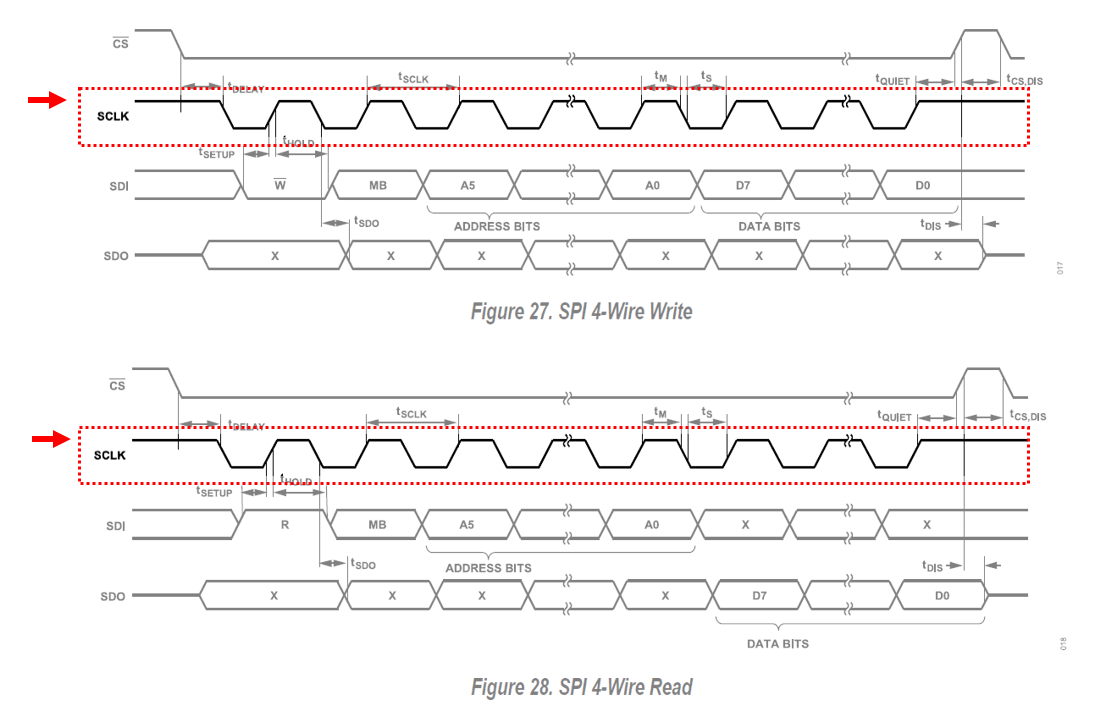 CS
tDELAY tSCLK tM tS tQUIET tCS,DIS
SCLK
tSETUP tHOLD
SDI W MB A5 A0 D7 D0
tSDO ADDRESS BITS DATA BITS tDIS
SDO X X X X X X
017
Figure 27. SPI 4-Wire Write
CS
tDELAY tSCLK tM tS tQUIET tCS,DIS
SCLK
tSETUP tHOLD
SDI R MB A5 A0 X X
tSDO ADDRESS BITS tDIS
SDO X X X X D7 D0
DATA BITS
018
Figure 28. SPI 4-Wire Read